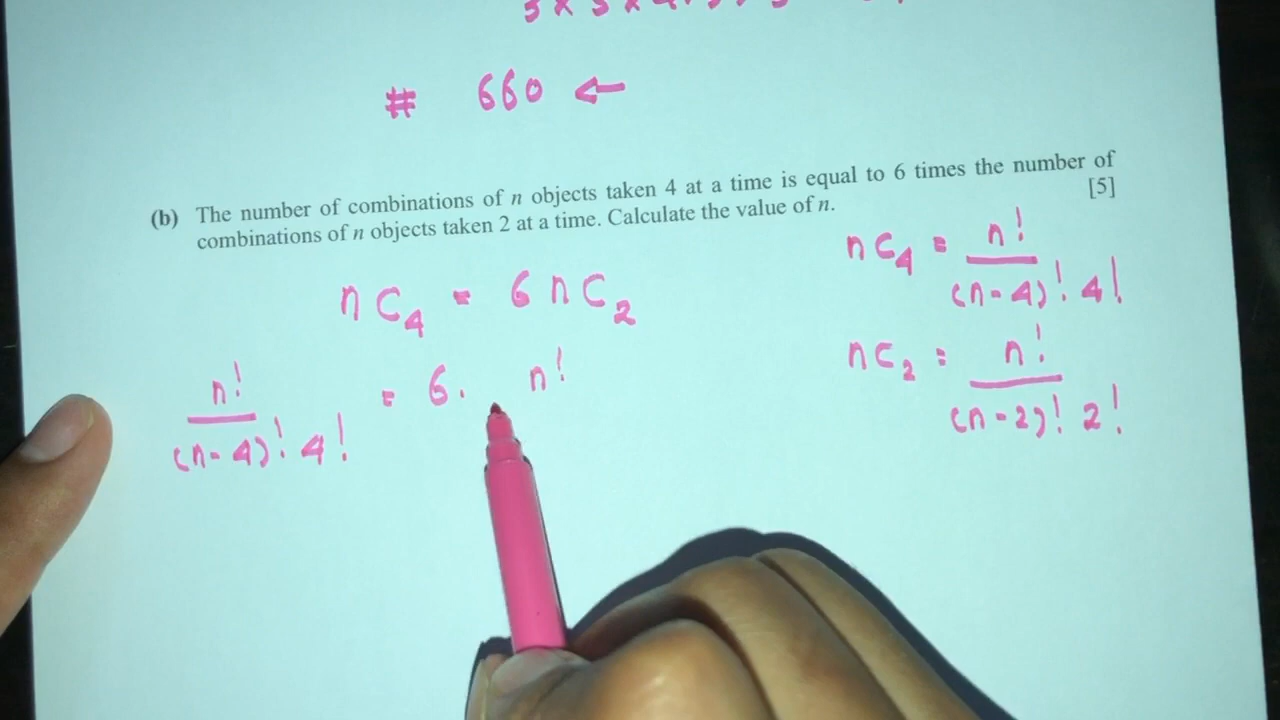 # 660 ←
(b) The number of combinations of n objects taken 4 at a time is equal to 6 times the number of
combinations of n objects taken 2 at a time. Calculate the value of n. [5]
nC₄ = n! / (n-4)! 4!
nC₄ = 6 nC₂
nC₂ = n! / (n-2)! 2!
n! / (n-4)! 4! = 6. n!